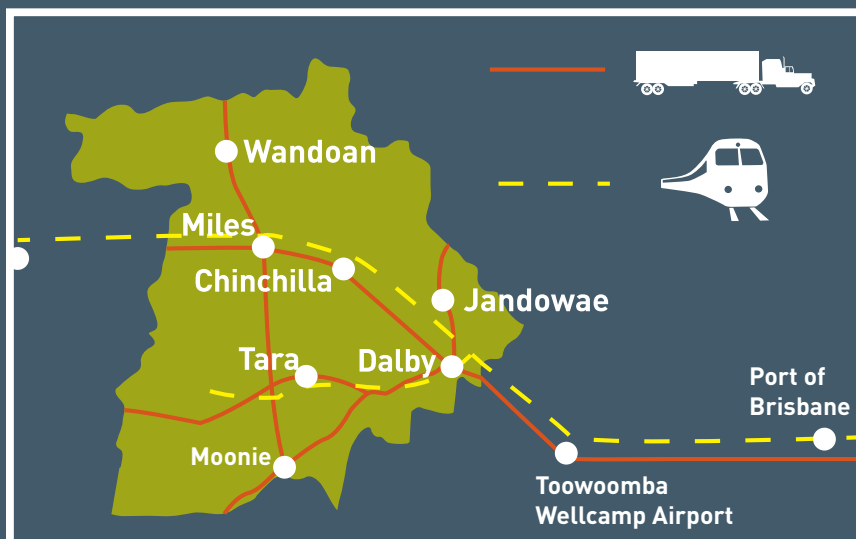 Wandoan
Miles
Chinchilla
Jandowae
Tara
Dalby
Port of
Brisbane
Moonie
Toowoomba
Wellcamp Airport